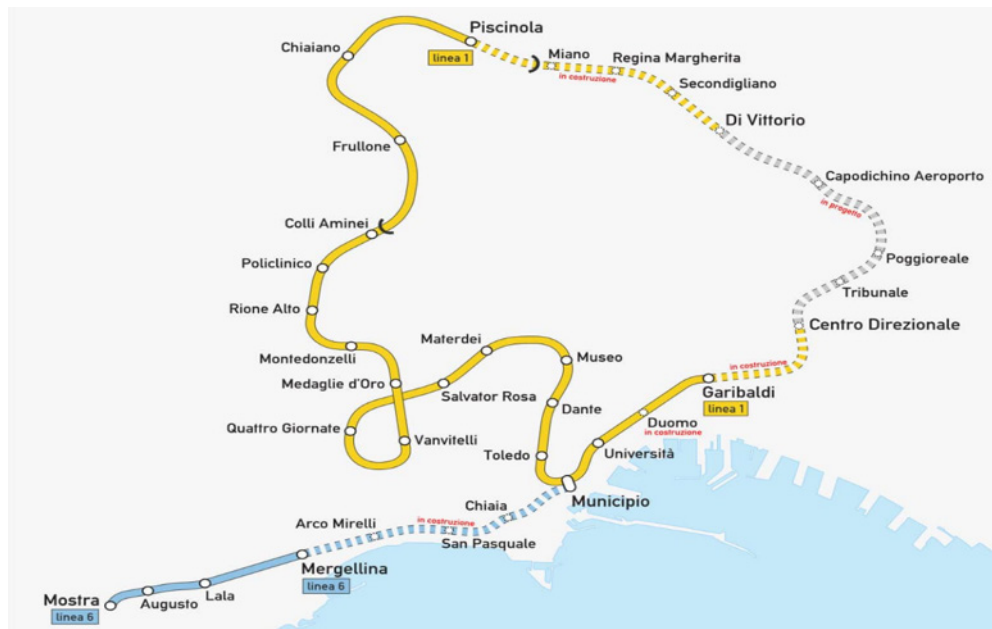 Piscinola
linea 1
Chiaiano
Miano
in costruzione
Regina Margherita
Secondigliano
Di Vittorio
Frullone
Capodichino Aeroporto
in progetto
Colli Aminei
Poggioreale
Policlinico
Tribunale
Rione Alto
Centro Direzionale
Materdei
Montedonzelli
Museo
in costruzione
Medaglie d'Oro
Garibaldi
linea 1
Salvator Rosa
Dante
Duomo
in costruzione
Quattro Giornate
Vanvitelli
Università
Toledo
Municipio
Chiaia
Arco Mirelli
in costruzione
San Pasquale
Mergellina
linea 6
Lala
Augusto
Mostra
linea 6